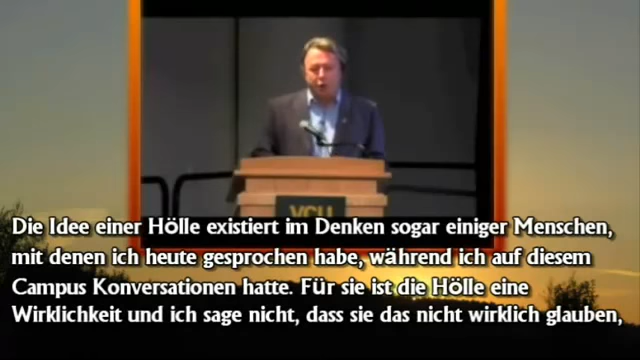 VCU
Die Idee einer Hölle existiert im Denken sogar einiger Menschen,
mit denen ich heute gesprochen habe, während ich auf diesem
Campus Konversationen hatte. Für sie ist die Hölle eine
Wirklichkeit und ich sage nicht, dass sie das nicht wirklich glauben,